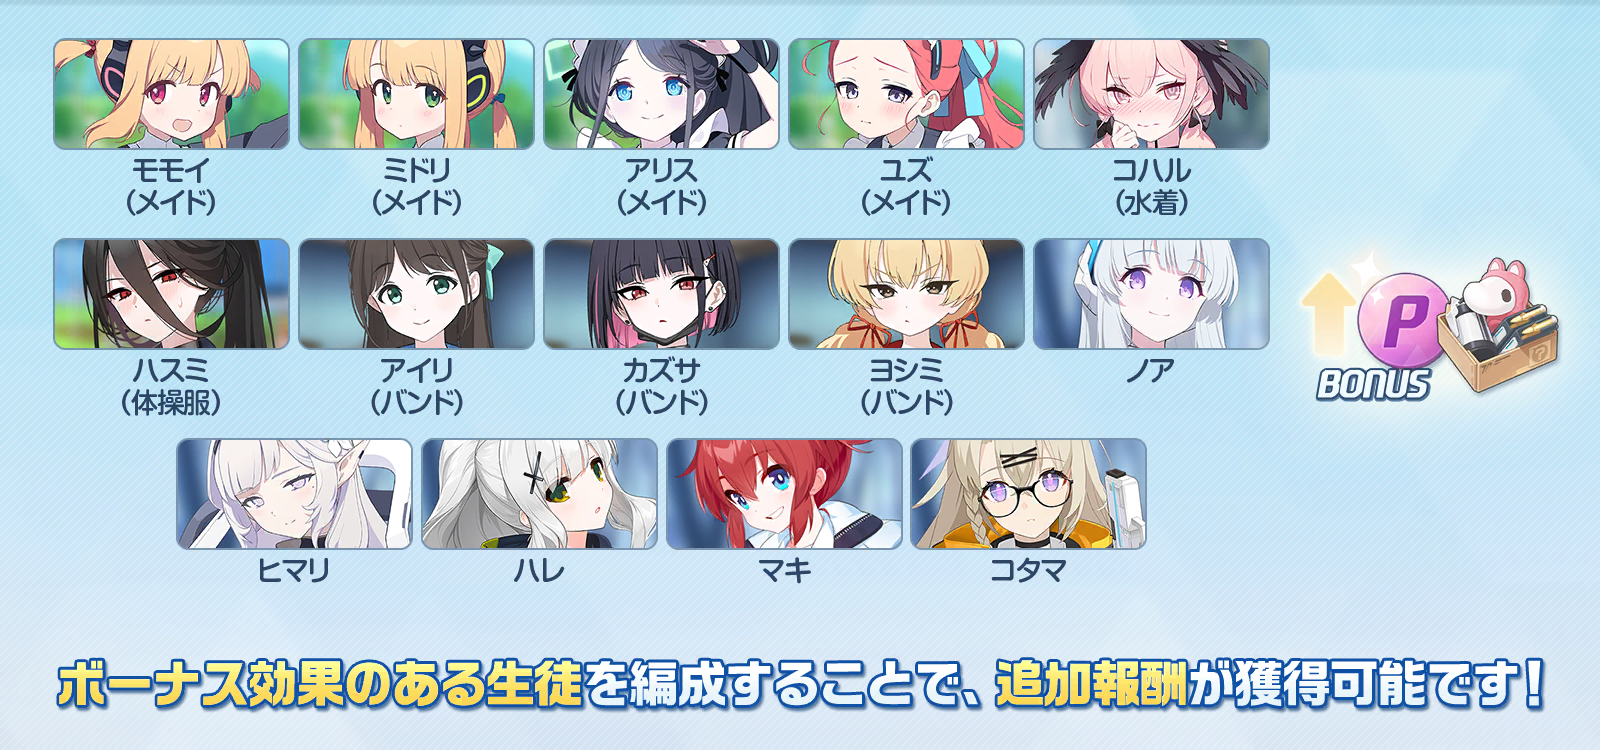 モモイ
(メイド)
ミドリ
(メイド)
アリス
(メイド)
ユズ
(メイド)
コハル
(水着)
ハスミ
(体操服)
アイリ
(バンド)
カズサ
(バンド)
ヨシミ
(バンド)
ノア
P
BONUS
?
ヒマリ
ハレ
マキ
コタマ
ボーナス効果のある生徒を編成することで、追加報酬が獲得可能です!